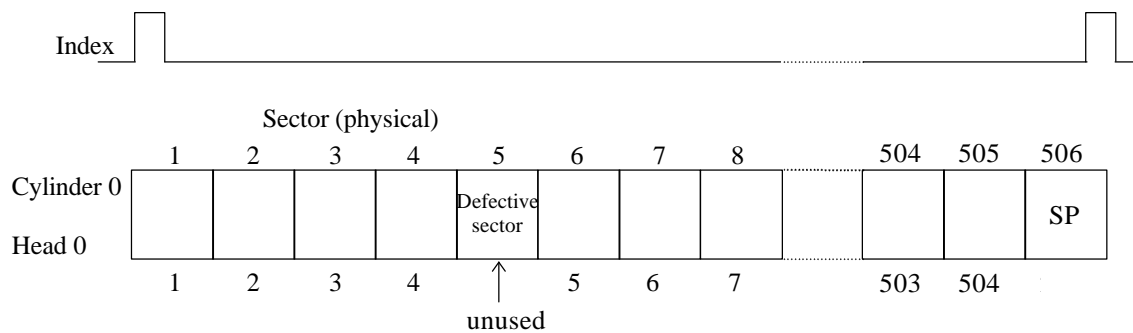 Index
Sector (physical)
1 2 3 4 5 6 7 8 504 505 506
Cylinder 0
Defective
sector
SP
Head 0
1 2 3 4 5 6 7 503 504
unused